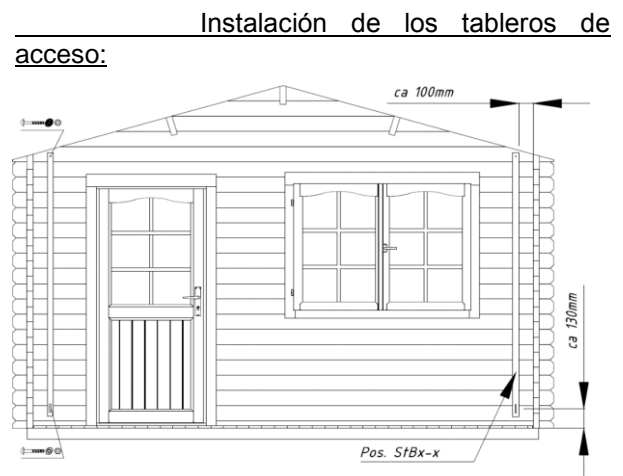 Instalación de los tableros de
acceso:
ca 100mm
ca 130mm
Pos. StBx-x